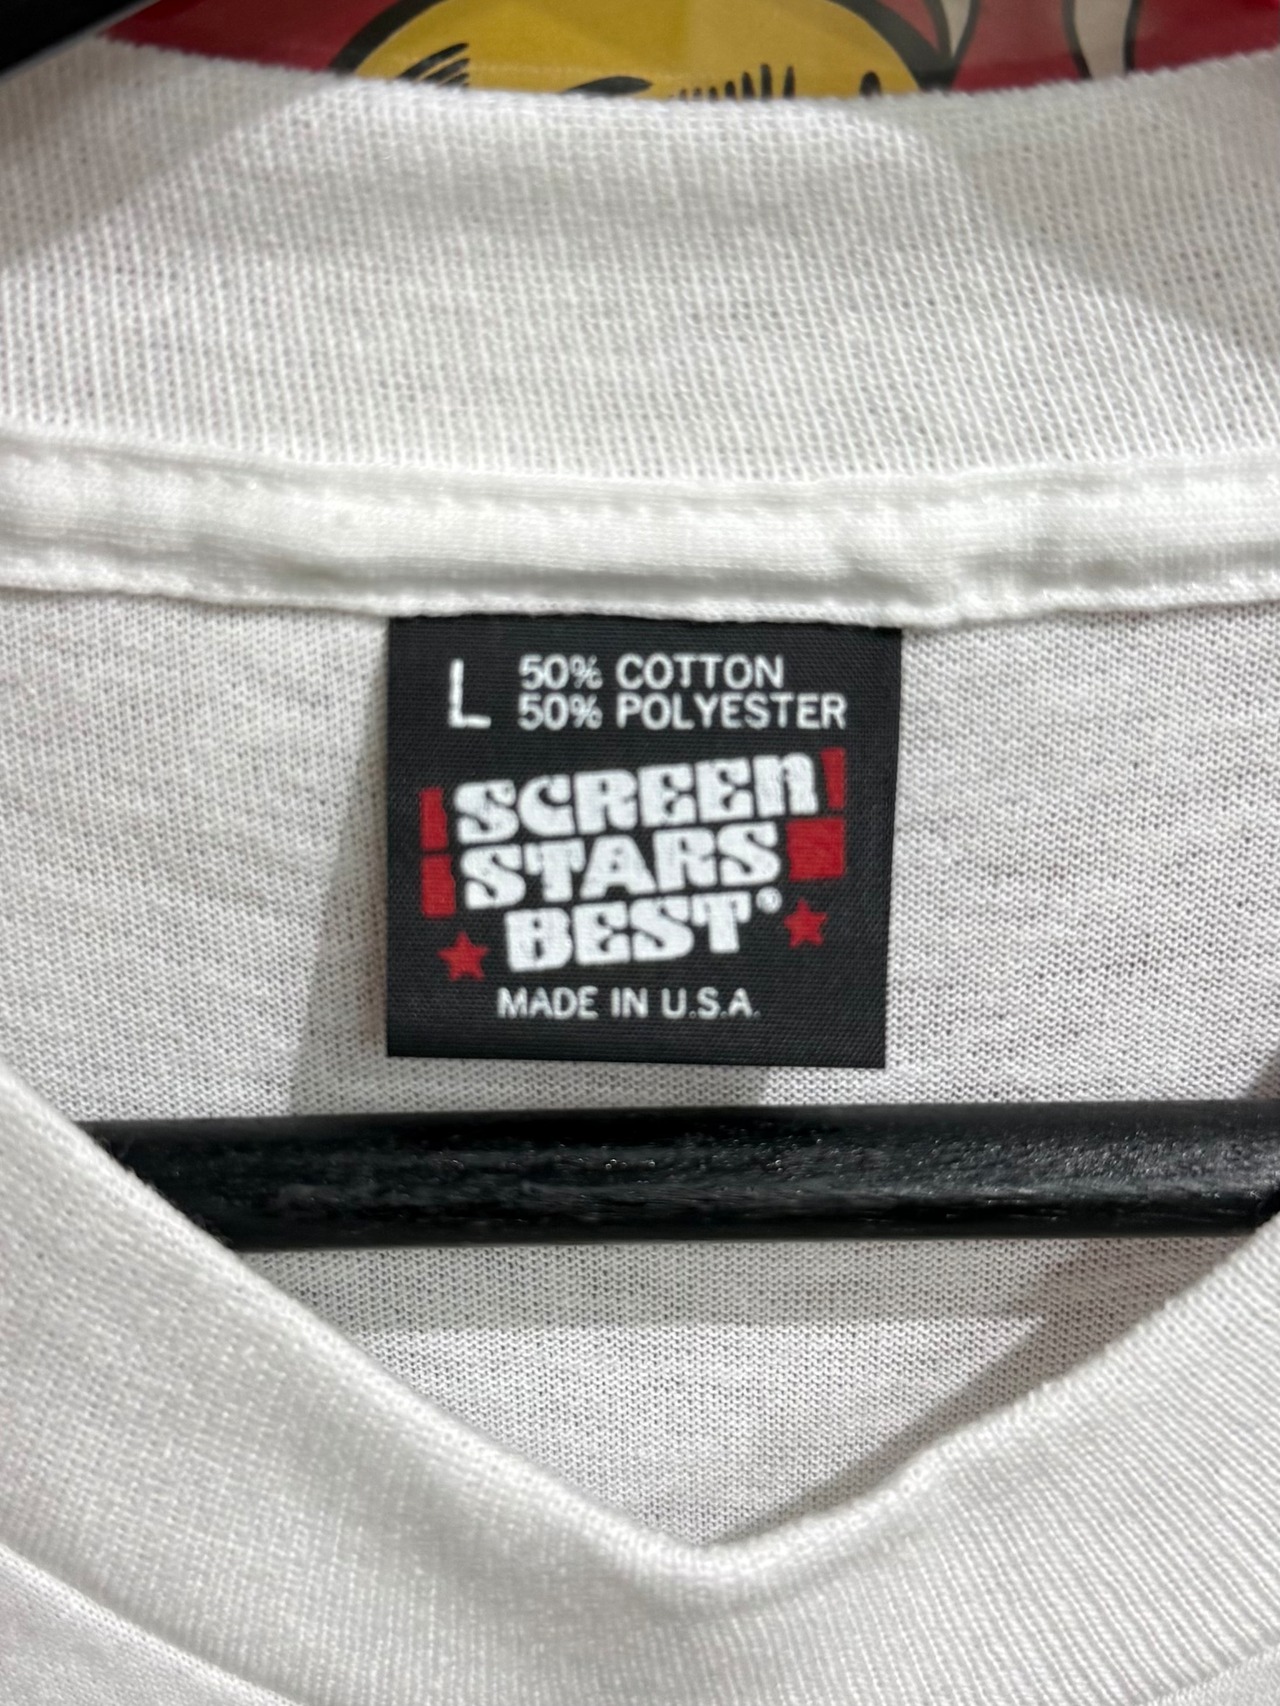 L 50% COTTON
50% POLYESTER
SCREEN
STARS
BEST®
MADE IN U.S.A.